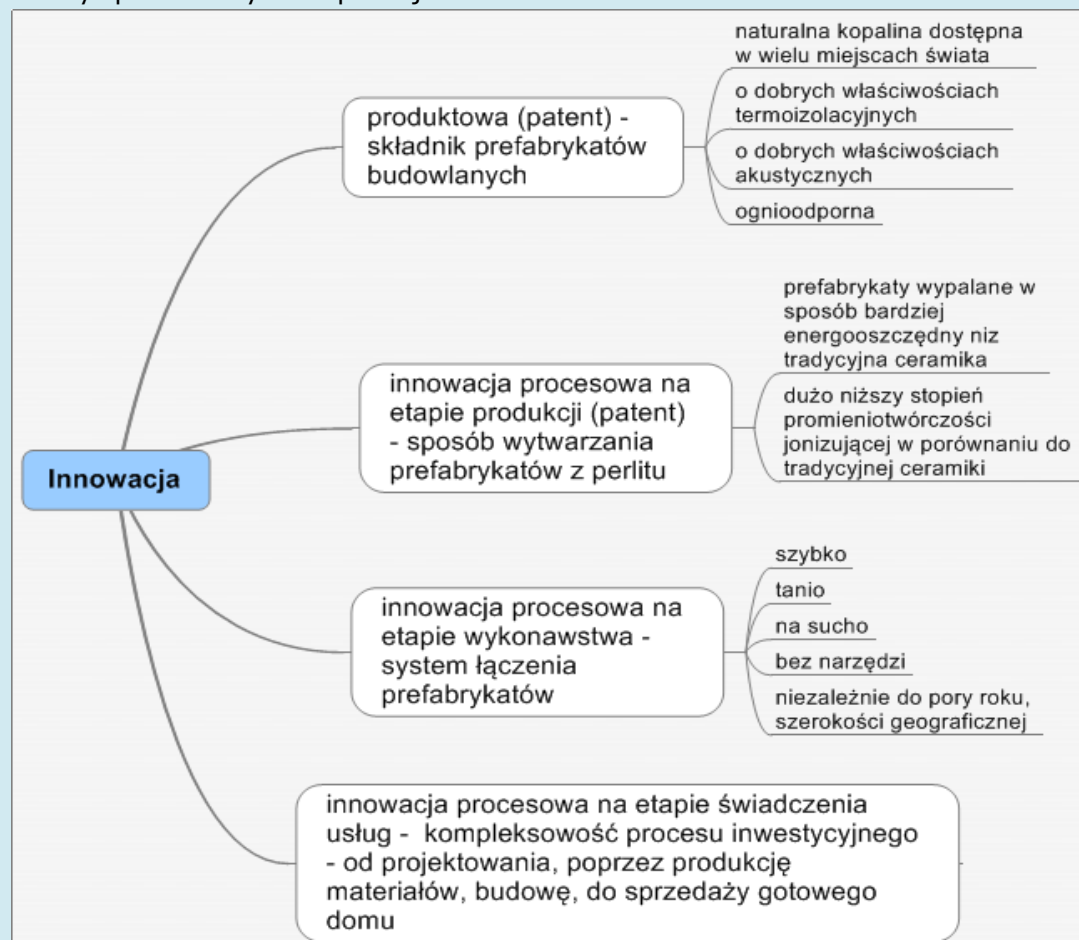 naturalna kopalina dostępna
w wielu miejscach świata
o dobrych właściwościach
termoizolacyjnych
o dobrych właściwościach
akustycznych
ognioodporna
produktowa (patent) -
składnik prefabrykatów
budowlanych
prefabrykaty wypalane w
sposób bardziej
energooszczędny niz
tradycyjna ceramika
dużo niższy stopień
promieniotwórczości
jonizującej w porównaniu do
tradycyjnej ceramiki
innowacja procesowa na
etapie produkcji (patent)
- sposób wytwarzania
prefabrykatów z perlitu
Innowacja
innowacja procesowa na
etapie wykonawstwa -
system łączenia
prefabrykatów
szybko
tanio
na sucho
bez narzędzi
niezależnie do pory roku,
szerokości geograficznej
innowacja procesowa na etapie świadczenia
usług - kompleksowość procesu inwestycyjnego
- od projektowania, poprzez produkcję
materiałów, budowę, do sprzedaży gotowego
domu